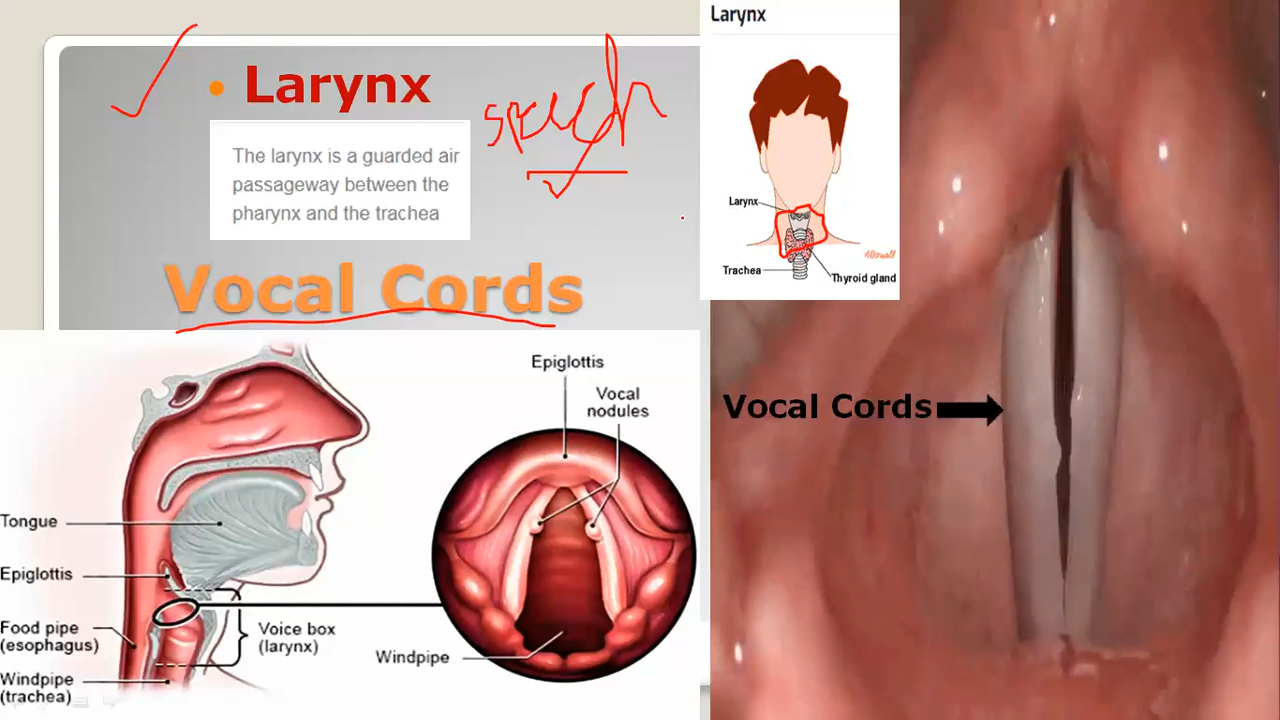 • Larynx
speech
The larynx is a guarded air
passageway between the
pharynx and the trachea
Vocal Cords
Larynx
Larynx
Trachea
Thyroid gland
Epiglottis
Vocal
nodules
Tongue
Epiglottis
Food pipe
(esophagus)
Voice box
(larynx)
Windpipe
Windpipe
(trachea)
Vocal Cords